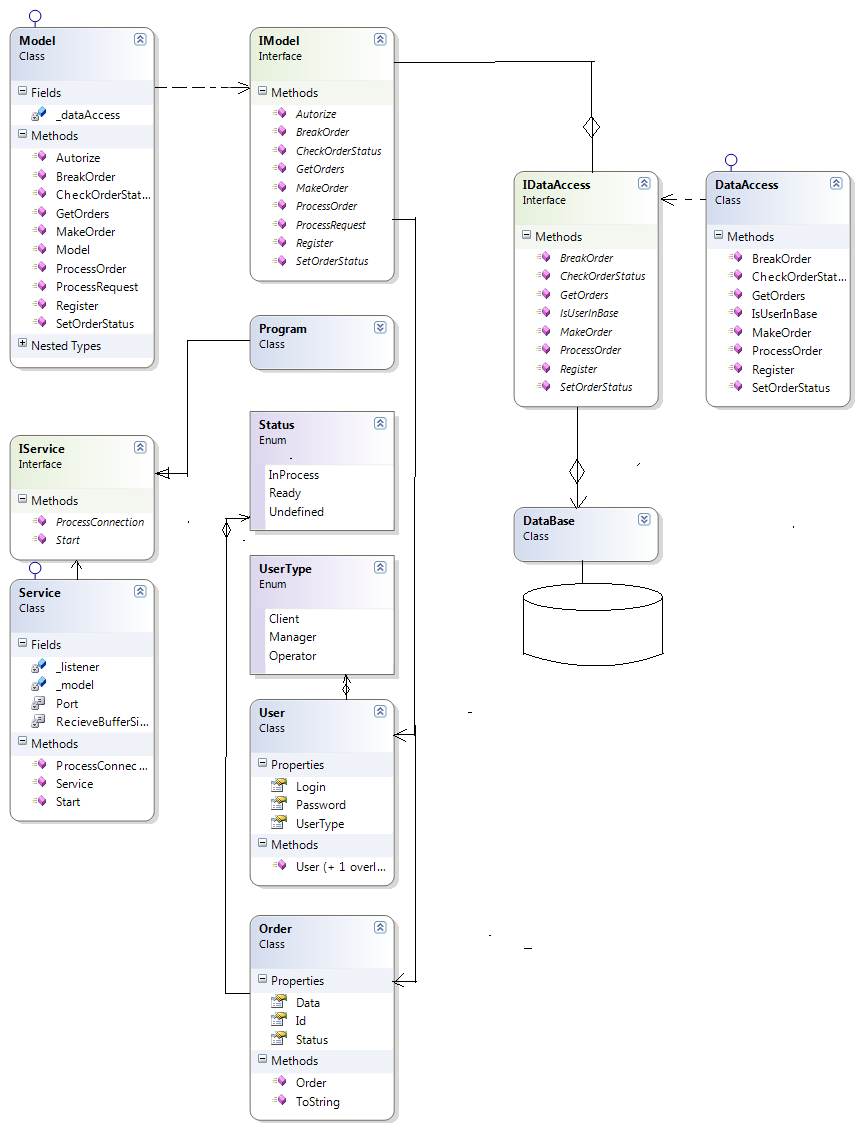 Model
Class
Fields
_dataAccess
Methods
Autorize
BreakOrder
CheckOrderStat...
GetOrders
MakeOrder
Model
ProcessOrder
ProcessRequest
Register
SetOrderStatus
Nested Types
IModel
Interface
Methods
Autorize
BreakOrder
CheckOrderStatus
GetOrders
MakeOrder
ProcessOrder
ProcessRequest
Register
SetOrderStatus
IDataAccess
Interface
Methods
BreakOrder
CheckOrderStatus
GetOrders
IsUserInBase
MakeOrder
ProcessOrder
Register
SetOrderStatus
DataAccess
Class
Methods
BreakOrder
CheckOrderStat...
GetOrders
IsUserInBase
MakeOrder
ProcessOrder
Register
SetOrderStatus
Program
Class
IService
Interface
Methods
ProcessConnection
Start
Status
Enum
InProcess
Ready
Undefined
DataBase
Class
Service
Class
Fields
_listener
_model
Port
RecieveBufferSi...
Methods
ProcessConnec...
Service
Start
UserType
Enum
Client
Manager
Operator
User
Class
Properties
Login
Password
UserType
Methods
User (+ 1 overl...
Order
Class
Properties
Data
Id
Status
Methods
Order
ToString